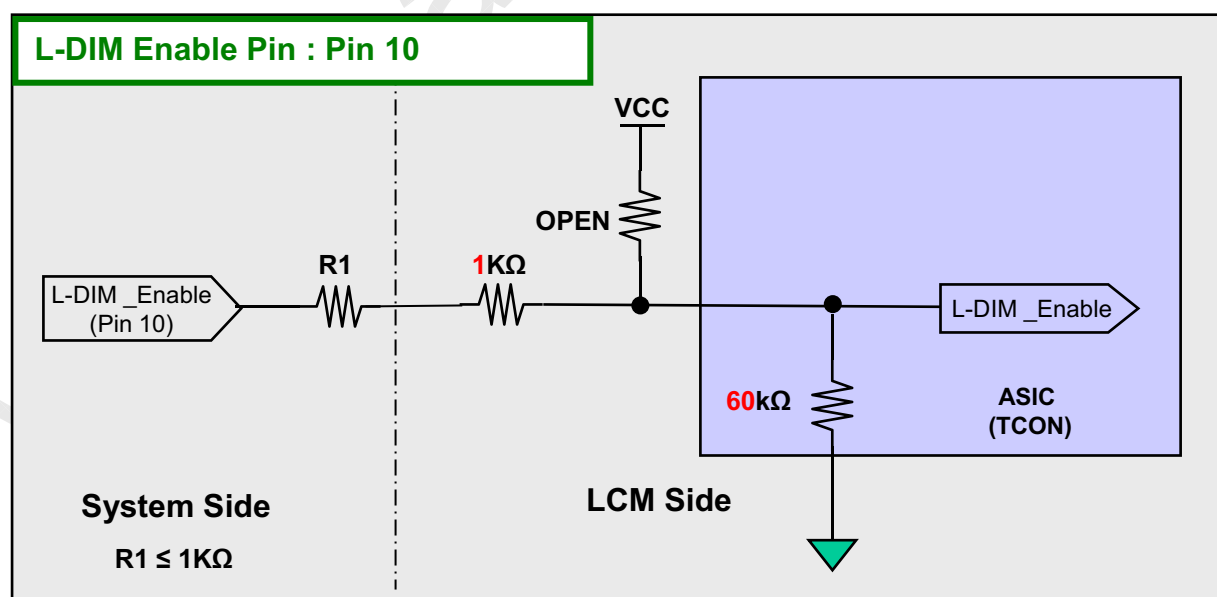 L-DIM Enable Pin : Pin 10
VCC
OPEN
R1
1KΩ
L-DIM _Enable
(Pin 10)
L-DIM _Enable
60kΩ
ASIC
(TCON)
System Side
LCM Side
R1 ≤ 1KΩ